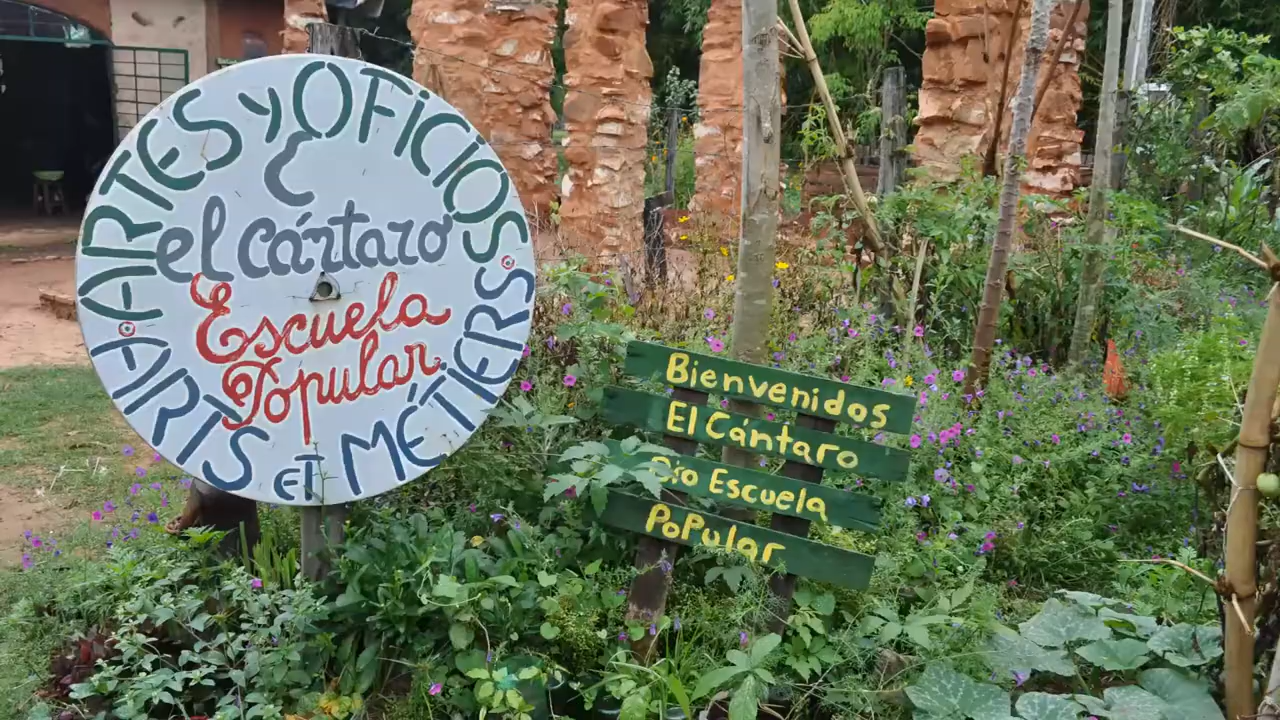 ARTES y OFiCiOS
el cántaro
Escuela
Popular
ARTS ET MÉTIERS
Bienvenidos
El Cántaro
Escuela
PoPular